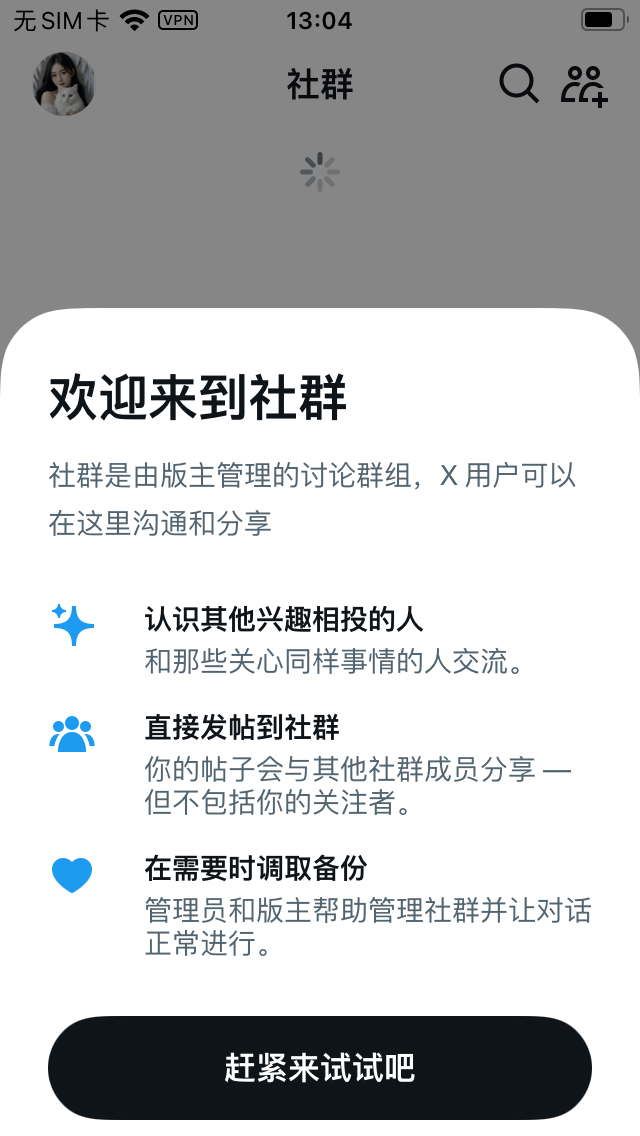 无SIM卡 VPN 13:04
社群
欢迎来到社群
社群是由版主管理的讨论群组，X 用户可以
在这里沟通和分享
认识其他兴趣相投的人
和那些关心同样事情的人交流。
直接发帖到社群
你的帖子会与其他社群成员分享 —
但不包括你的关注者。
在需要时调取备份
管理员和版主帮助管理社群并让对话
正常进行。
赶紧来试试吧